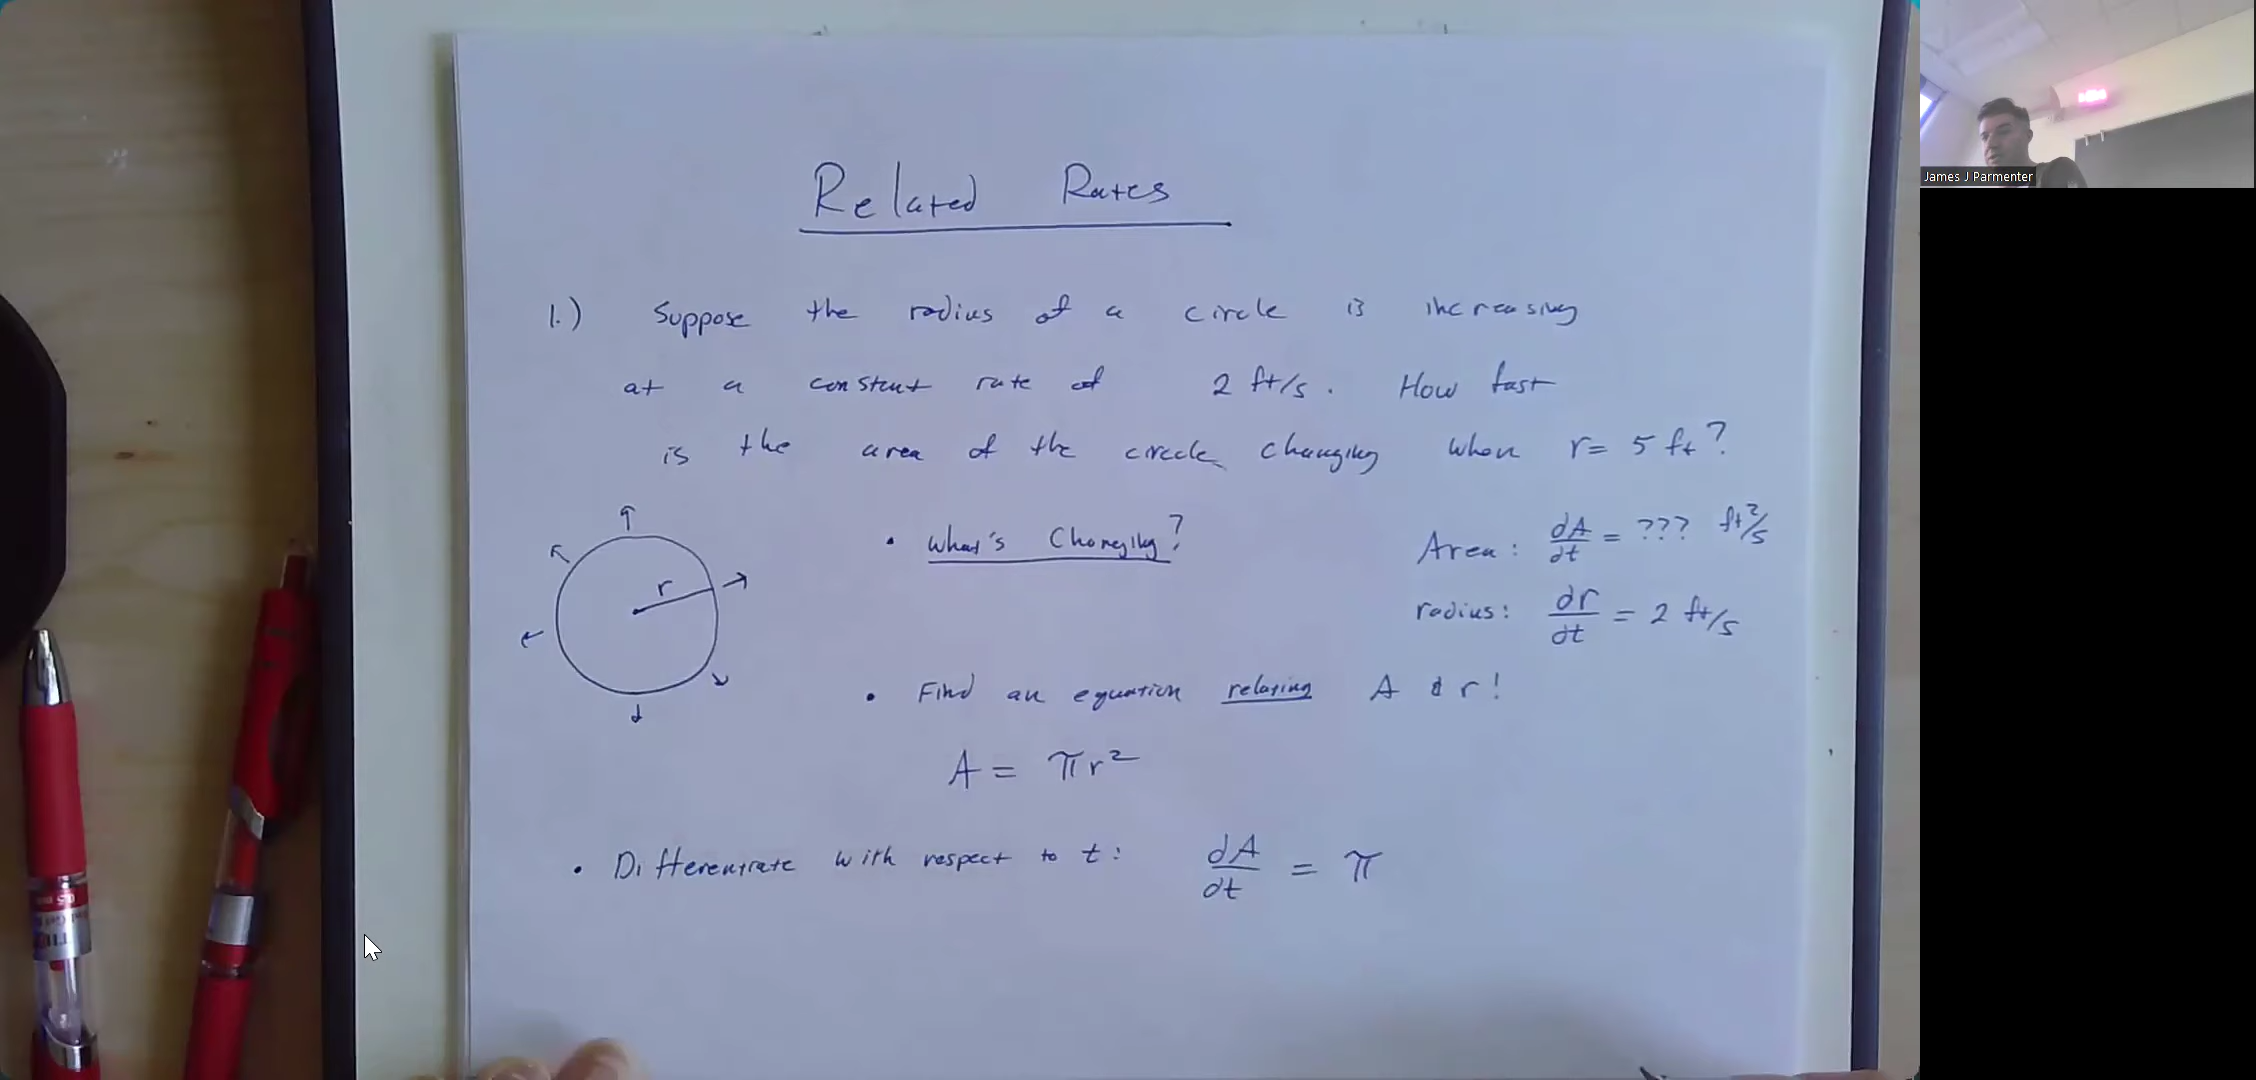 Related Rates
1.) Suppose the radius of a circle is increasing
at a constant rate of 2 ft/s. How fast
is the area of the circle changing when r= 5 ft?
• What's Changing?
Area: dA/dt = ??? ft²/s
radius: dr/dt = 2 ft/s
r
• Find an equation relating A & r!
A = πr²
• Differentiate with respect to t: dA/dt = π
James J Parmenter